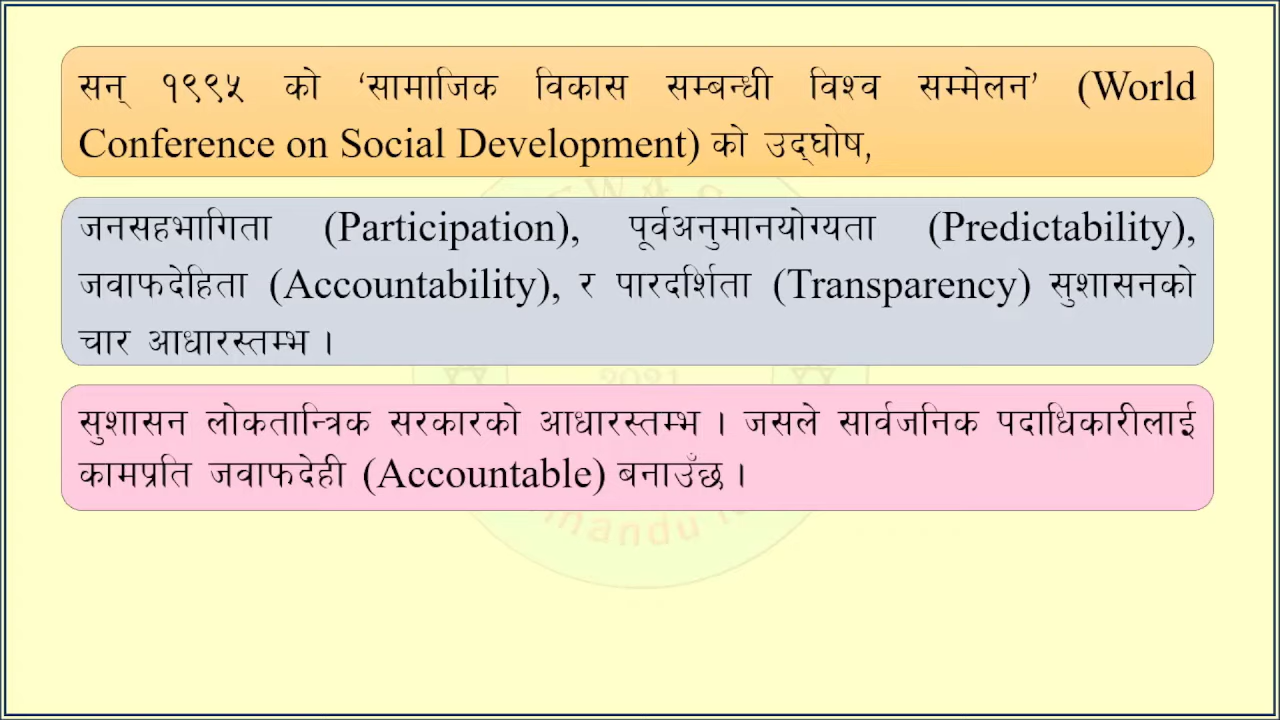 सन् १९९५ को ‘सामाजिक विकास सम्बन्धी विश्व सम्मेलन’ (World
Conference on Social Development) को उद्घोष,
जनसहभागिता (Participation), पूर्वअनुमानयोग्यता (Predictability),
जवाफदेहिता (Accountability), र पारदर्शिता (Transparency) सुशासनको
चार आधारस्तम्भ ।
2081
सुशासन लोकतान्त्रिक सरकारको आधारस्तम्भ । जसले सार्वजनिक पदाधिकारीलाई
कामप्रति जवाफदेही (Accountable) बनाउँछ ।